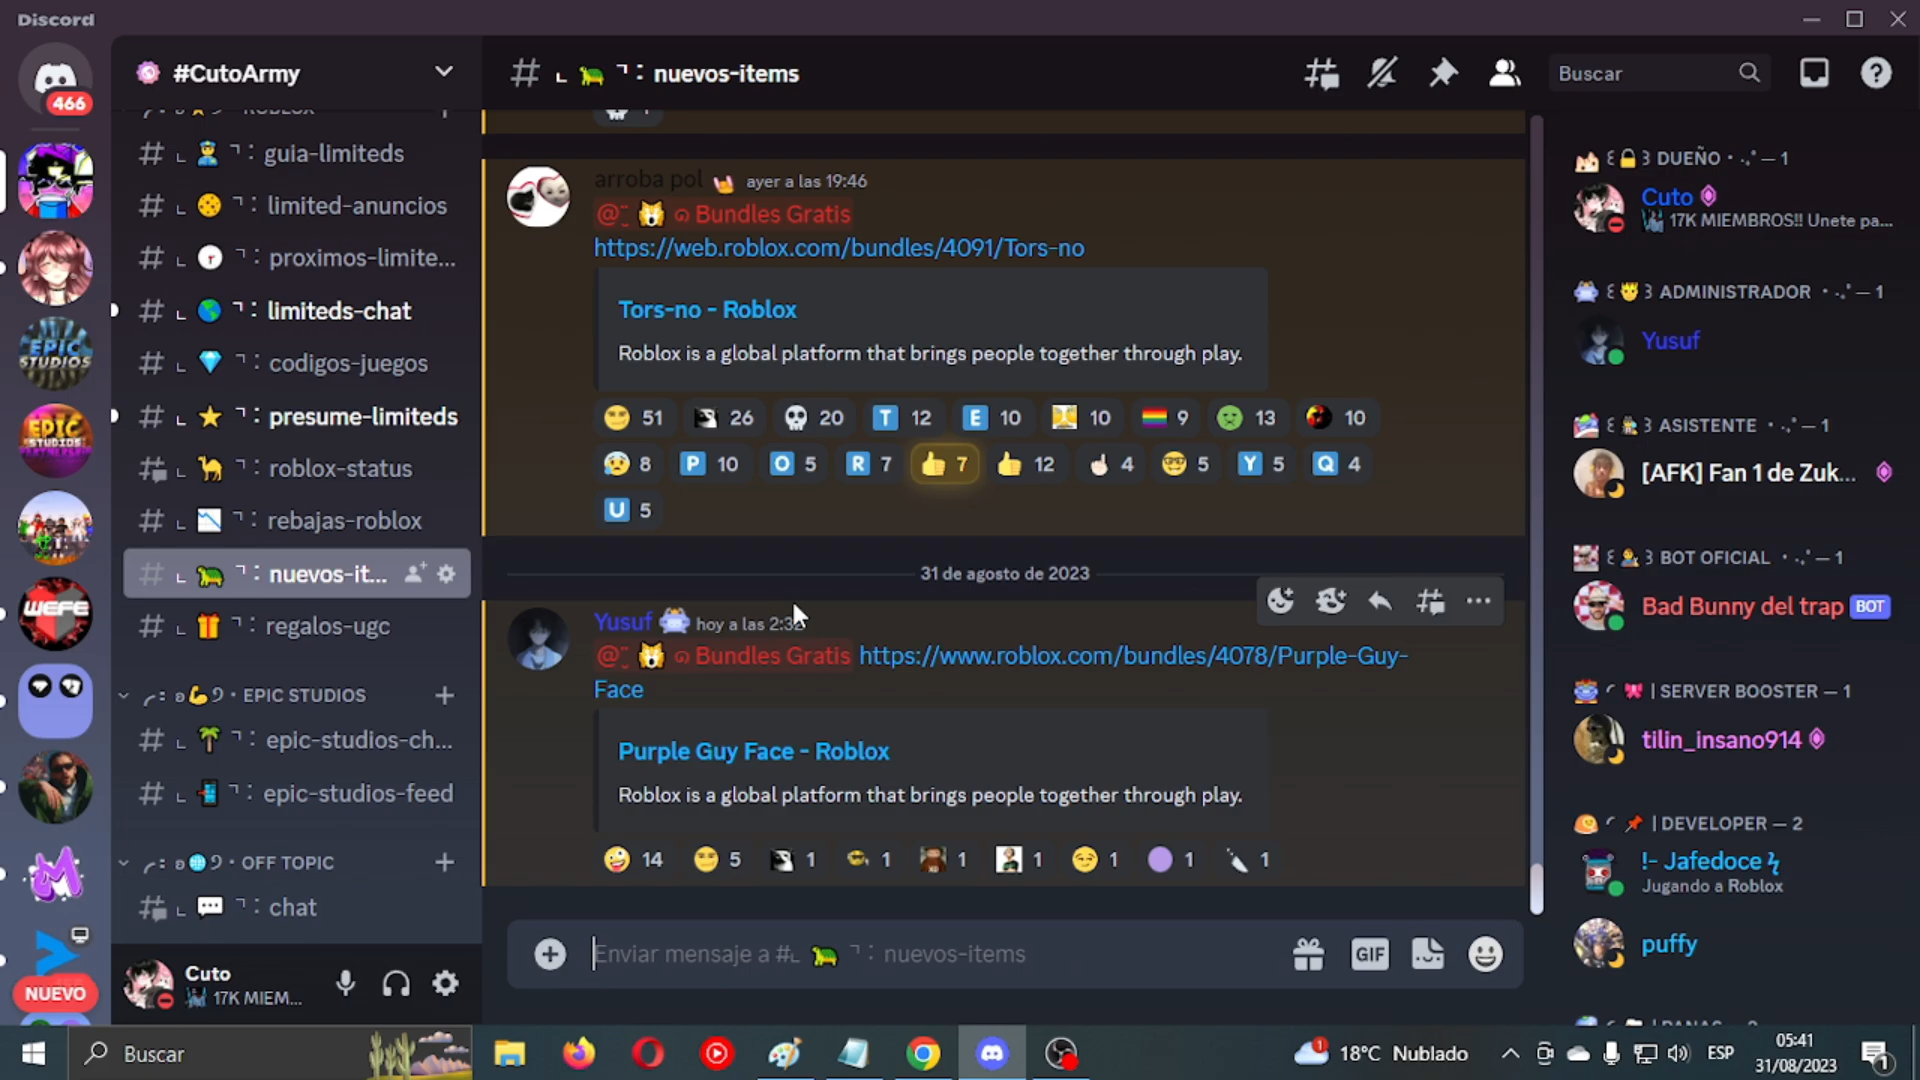 Discord
466
#CutoArmy
ROBLOX
# guia-limiteds
# limited-anuncios
# proximos-limite...
# limiteds-chat
# codigos-juegos
# presume-limiteds
# roblox-status
# rebajas-roblox
# nuevos-it...
# regalos-ugc
EPIC STUDIOS
# epic-studios-ch...
# epic-studios-feed
OFF TOPIC
# chat
EPIC STUDIOS
EPIC STUDIOS
WEFE
NUEVO
Cuto
17K MIEM...
# nuevos-items
Buscar
arroba pol ayer a las 19:46
@ Bundles Gratis
https://web.roblox.com/bundles/4091/Tors-no
Tors-no - Roblox
Roblox is a global platform that brings people together through play.
51 26 20 T 12 E 10 10 9 13 10
8 P 10 O 5 R 7 7 12 4 5 Y 5 Q 4
U 5
31 de agosto de 2023
Yusuf hoy a las 2:32
@ Bundles Gratis https://www.roblox.com/bundles/4078/Purple-Guy-
Face
Purple Guy Face - Roblox
Roblox is a global platform that brings people together through play.
14 5 1 1 1 1 1 1 1
Enviar mensaje a # nuevos-items
GIF
DUEÑO — 1
Cuto
17K MIEMBROS!! Unete pa...
ADMINISTRADOR — 1
Yusuf
ASISTENTE — 1
[AFK] Fan 1 de Zuk...
BOT OFICIAL — 1
Bad Bunny del trap BOT
| SERVER BOOSTER — 1
tilin_insano914
| DEVELOPER — 2
!- Jafedoce
Jugando a Roblox
puffy
Buscar
1
18°C Nublado
ESP
05:41
31/08/2023
1